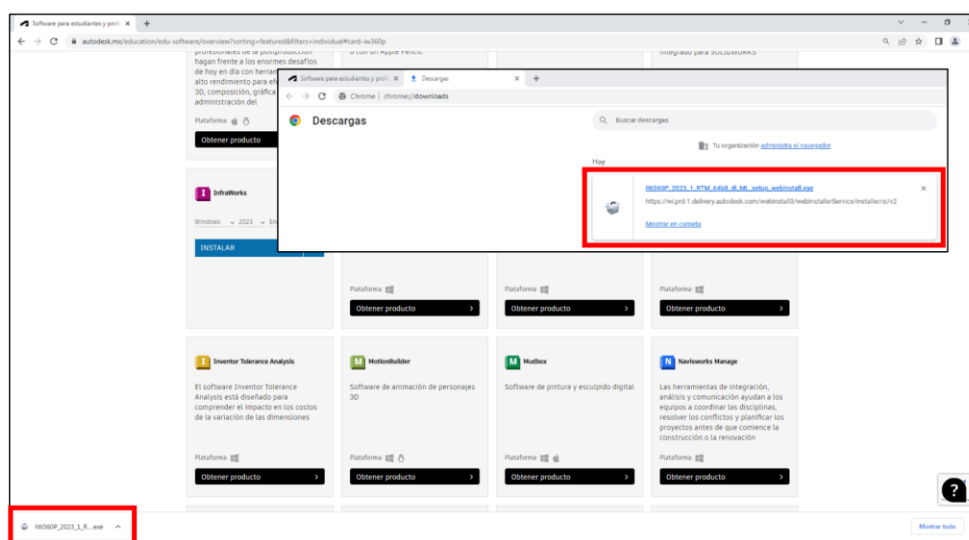 Software para estudiantes y prof
autodesk.mx/education/edu-software/overview?sorting=featured&filters=individual#card-iw360p
profesionales de la postproducción
hagan frente a los enormes desafíos
de hoy en día con herram
alto rendimiento para ef
3D, composición, gráfica
administración del
Plataforma:
Obtener producto
o con un Apple Pencil.
integrado para SOLIDWORKS
Software para estudiantes y prof
Descargas
Chrome | chrome://downloads
Descargas
Buscar descargas
Tu organización administra el navegador
Hoy
IW360P_2023_1_RTM_64bit_di_ML_setup_webinstall.exe
https://wi.prd-1.delivery.autodesk.com/webinstall3/webinstallerService/installer/si/v2
Mostrar en carpeta
InfraWorks
Windows 2023 En
INSTALAR
Plataforma:
Obtener producto
Plataforma:
Obtener producto
Plataforma:
Obtener producto
Inventor Tolerance Analysis
El software Inventor Tolerance
Analysis está diseñado para
comprender el impacto en los costos
de la variación de las dimensiones
Plataforma:
Obtener producto
MotionBuilder
Software de animación de personajes
3D
Plataforma:
Obtener producto
Mudbox
Software de pintura y esculpido digital
Plataforma:
Obtener producto
Navisworks Manage
Las herramientas de integración,
análisis y comunicación ayudan a los
equipos a coordinar las disciplinas,
resolver los conflictos y planificar los
proyectos antes de que comience la
construcción o la renovación
Plataforma:
Obtener producto
?
IW360P_2023_1_R....exe
Mostrar todo